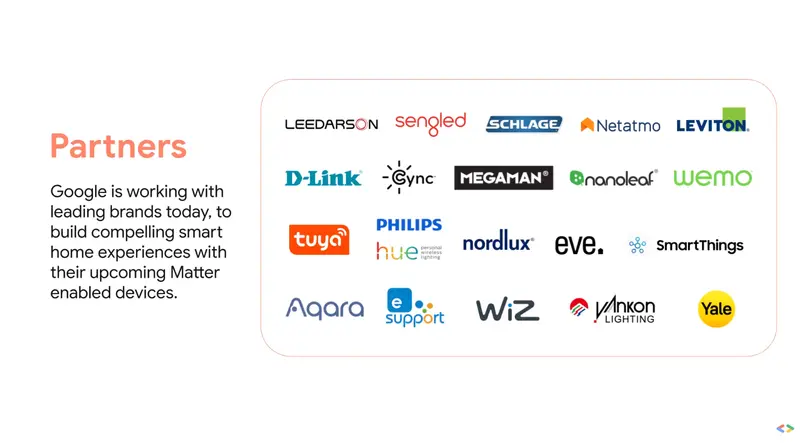 Partners
Google is working with
leading brands today, to
build compelling smart
home experiences with
their upcoming Matter
enabled devices.
LEEDARSON sengled SCHLAGE Netatmo LEVITON®
D-Link® Cync™ MEGAMAN® nanoleaf® wemo
tuya PHILIPS hue personal wireless lighting nordlux® eve. SmartThings
Aqara e support WiZ YANKON LIGHTING Yale